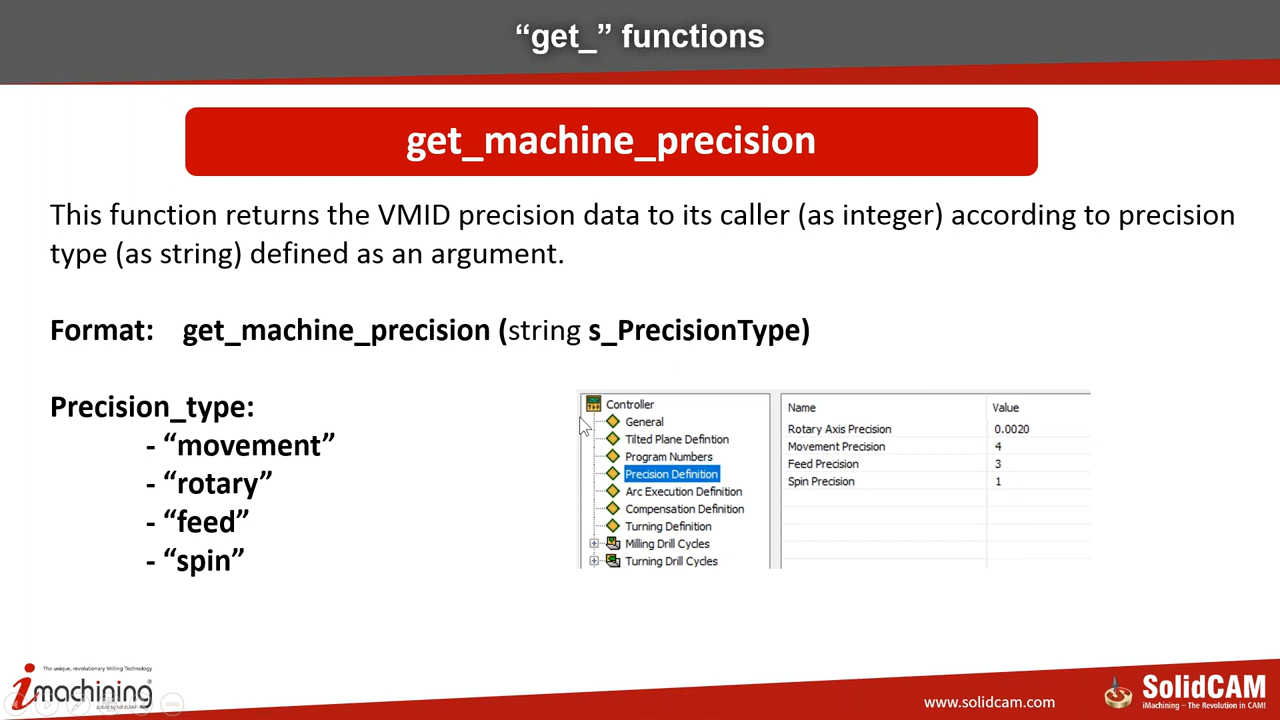 “get_” functions
get_machine_precision
This function returns the VMID precision data to its caller (as integer) according to precision
type (as string) defined as an argument.
Format: get_machine_precision (string s_PrecisionType)
Precision_type:
- “movement”
- “rotary”
- “feed”
- “spin”
Controller
General
Tilted Plane Defintion
Program Numbers
Precision Definition
Arc Execution Definition
Compensation Definition
Turning Definition
Milling Drill Cycles
Turning Drill Cycles
Name Value
Rotary Axis Precision 0.0020
Movement Precision 4
Feed Precision 3
Spin Precision 1
The unique, revolutionary Milling Technology
imachining
www.solidcam.com
SolidCAM
iMachining – The Revolution in CAM!